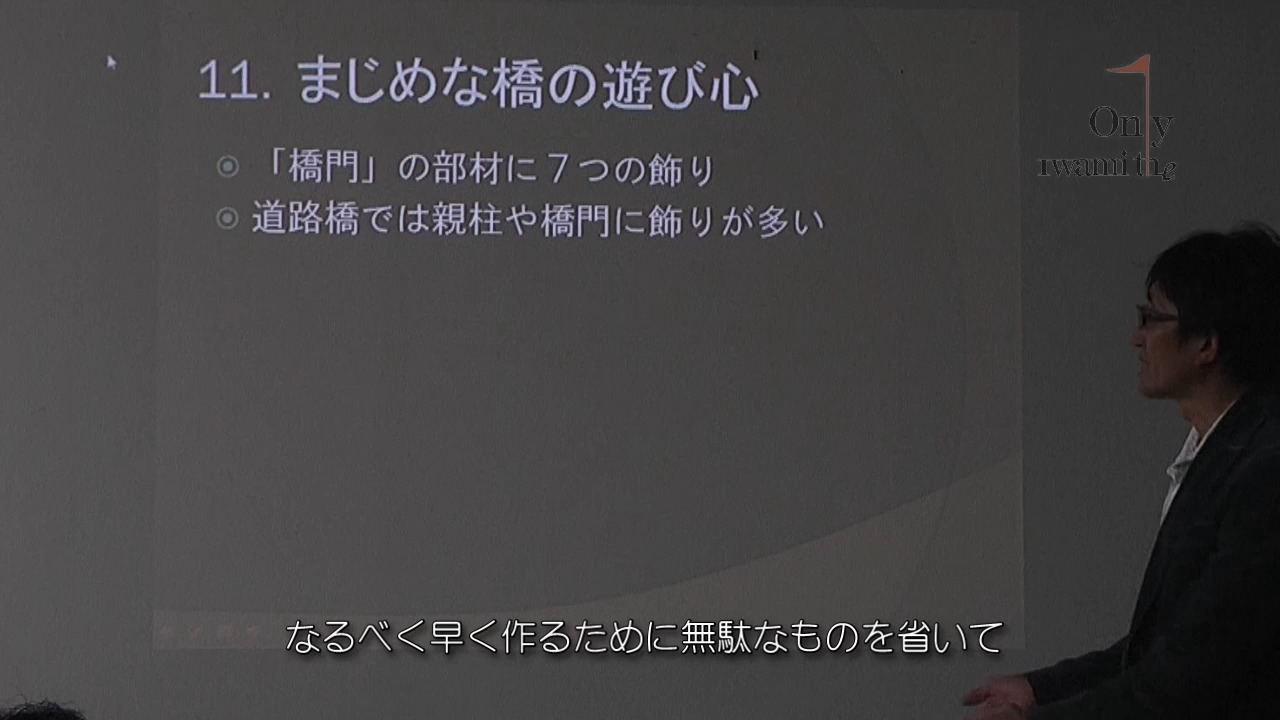 11. まじめな橋の遊び心
「橋門」の部材に７つの飾り
道路橋では親柱や橋門に飾りが多い
Only
iwami the
なるべく早く作るために無駄なものを省いて